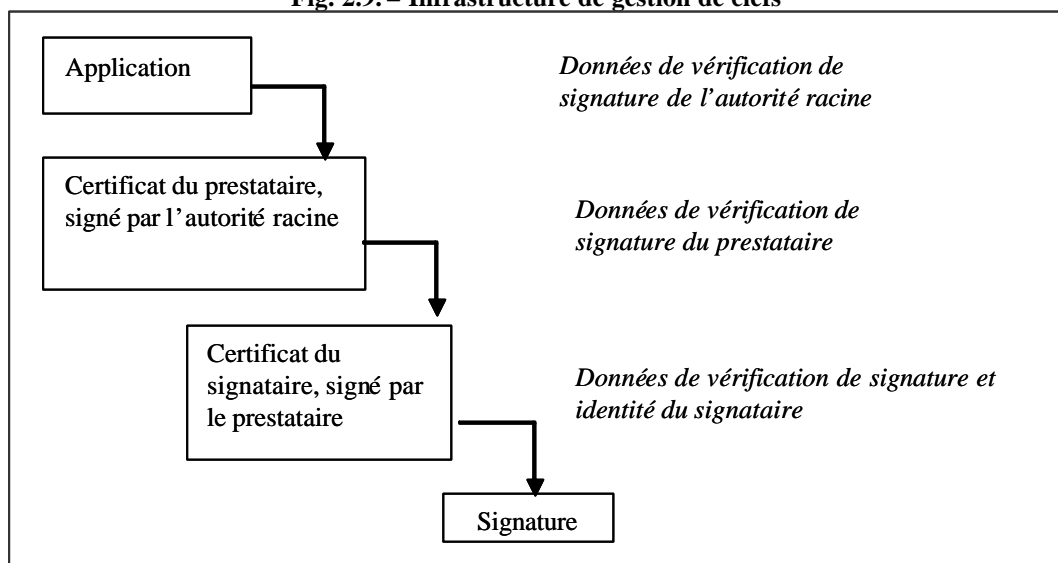 Fig. 2.9. – Infrastructure de gestion de clefs
Application
Données de vérification de
signature de l'autorité racine
Certificat du prestataire,
signé par l'autorité racine
Données de vérification de
signature du prestataire
Certificat du
signataire, signé par
le prestataire
Données de vérification de signature et
identité du signataire
Signature